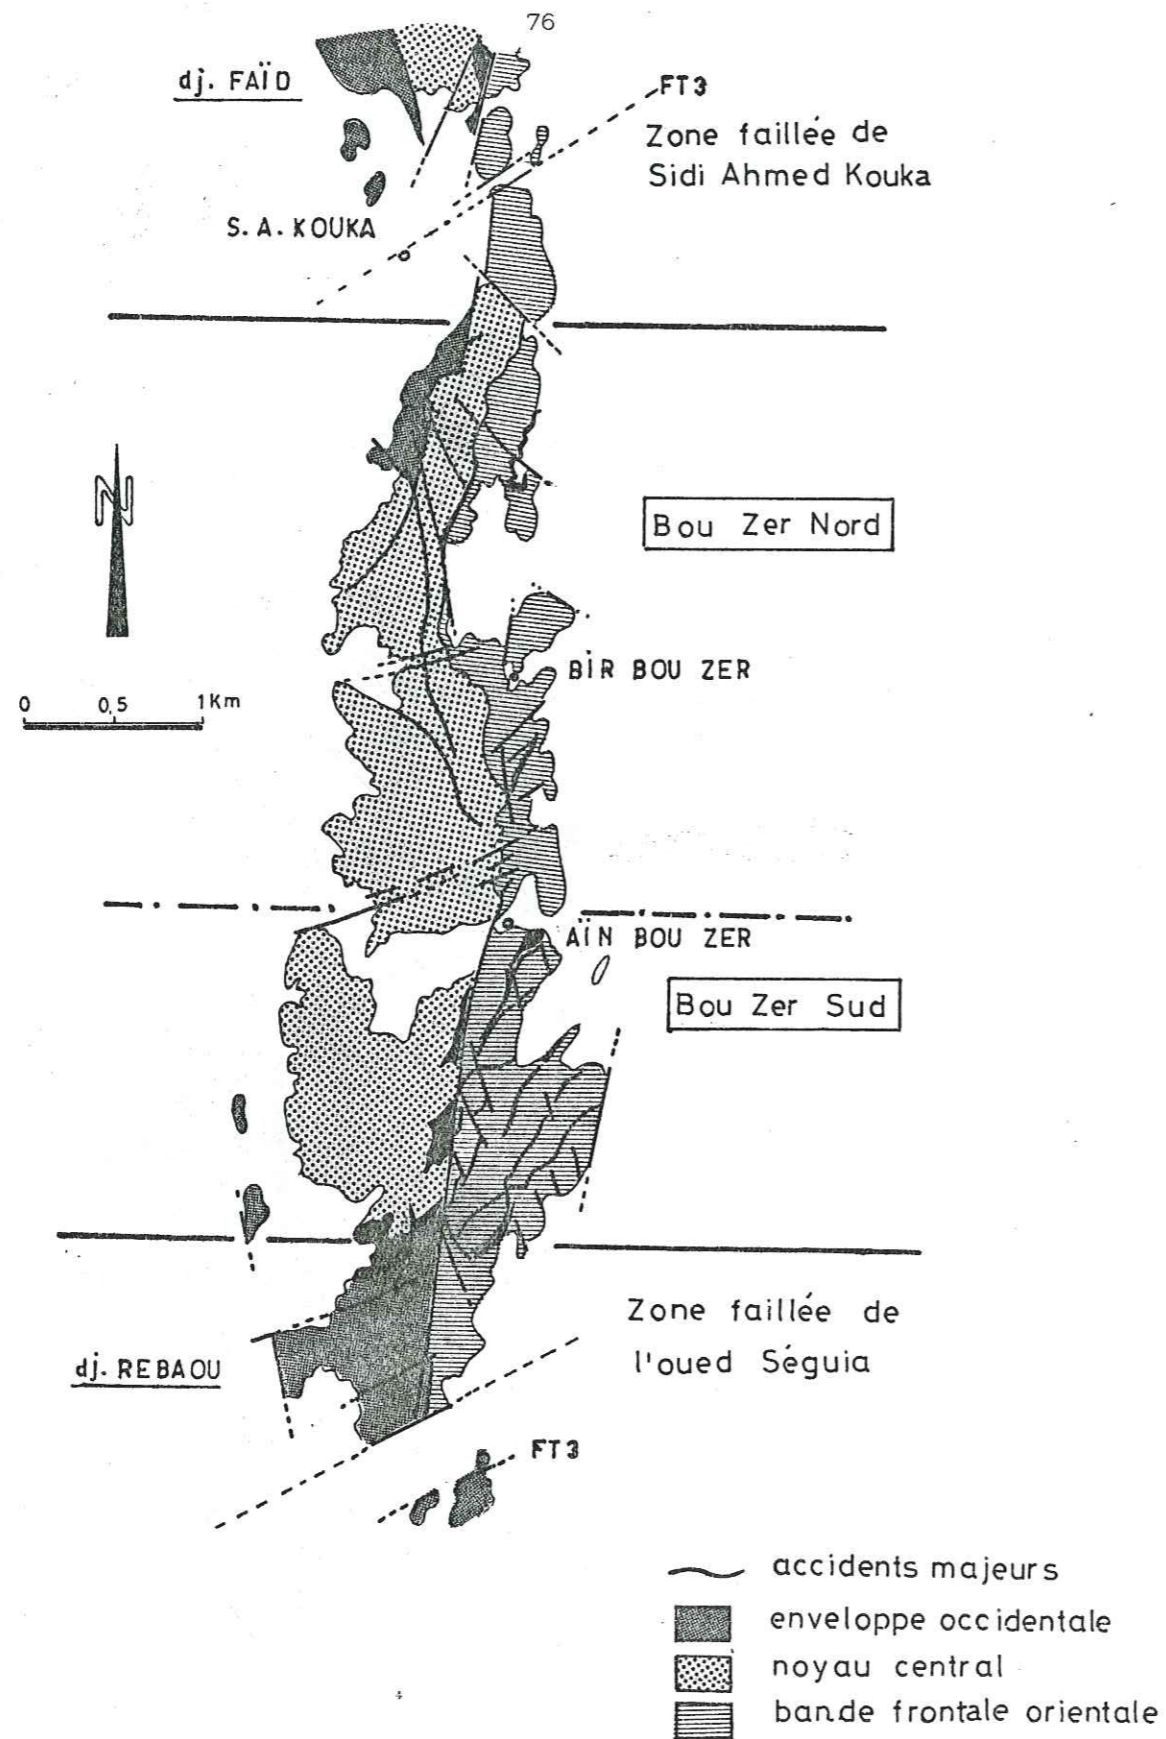 76
dj. FAÏD
FT3
Zone faillée de
Sidi Ahmed Kouka
S. A. KOUKA
N
Bou Zer Nord
BİR BOU ZER
0 0,5 1Km
AÏN BOU ZER
Bou Zer Sud
Zone faillée de
l'oued Séguia
dj. REBAOU
FT3
accidents majeurs
enveloppe occidentale
noyau central
bande frontale orientale